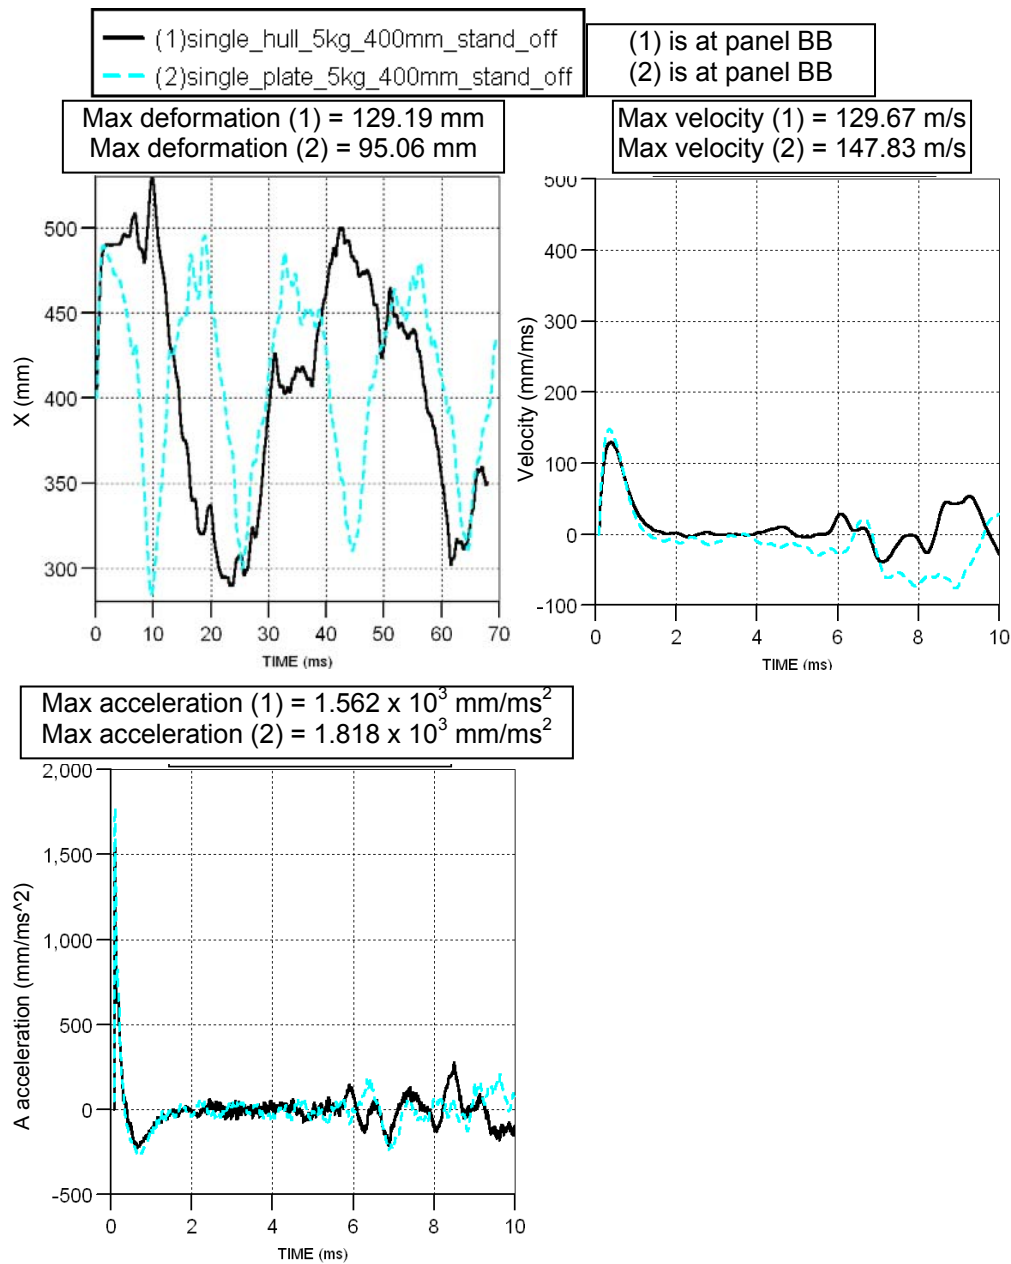 (1)single_hull_5kg_400mm_stand_off
(2)single_plate_5kg_400mm_stand_off
(1) is at panel BB
(2) is at panel BB
Max deformation (1) = 129.19 mm
Max deformation (2) = 95.06 mm
Max velocity (1) = 129.67 m/s
Max velocity (2) = 147.83 m/s
X (mm)
500
450
400
350
300
0 10 20 30 40 50 60 70
TIME (ms)
Velocity (mm/ms)
500
400
300
200
100
0
-100
0 2 4 6 8 10
TIME (ms)
Max acceleration (1) = 1.562 x 10³ mm/ms²
Max acceleration (2) = 1.818 x 10³ mm/ms²
A acceleration (mm/ms^2)
2,000
1,500
1,000
500
0
-500
0 2 4 6 8 10
TIME (ms)